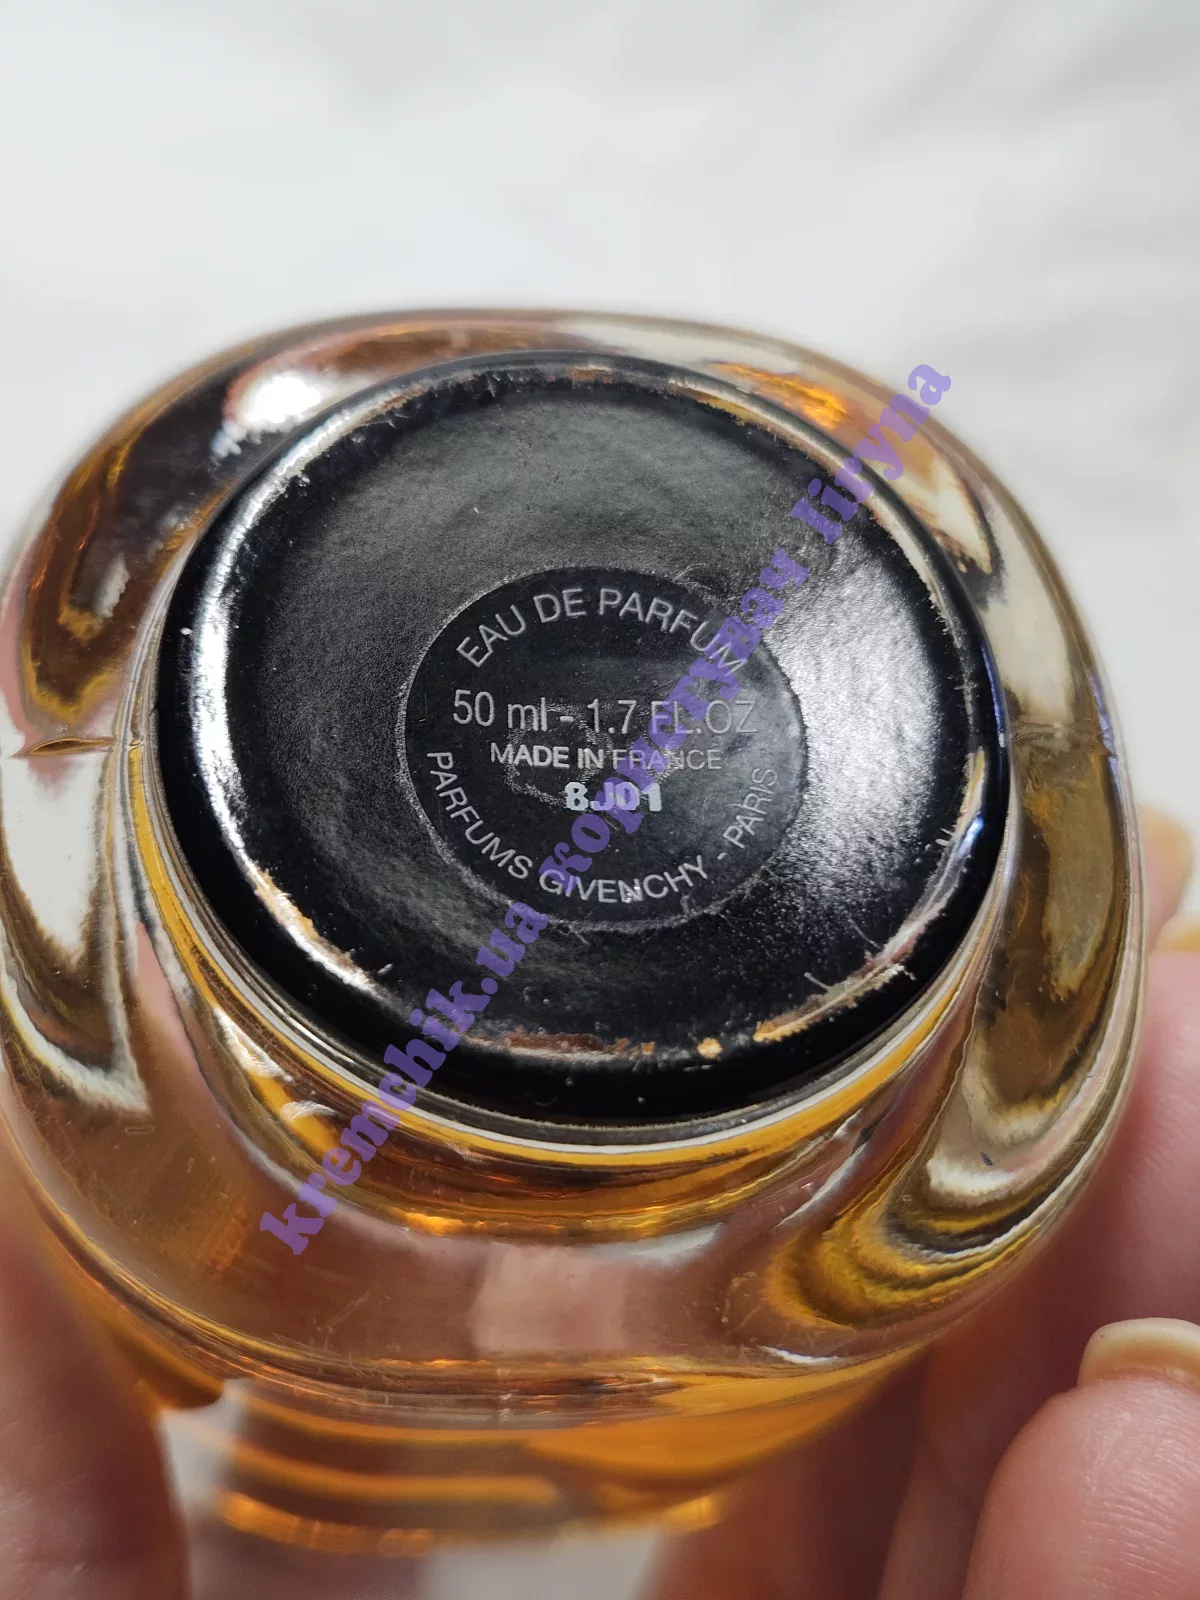 EAU DE PARFUM
50 ml - 1.7 FL.OZ
MADE IN FRANCE
8J01
PARFUMS GIVENCHY - PARIS
kremchik.ua користувач Iiryna